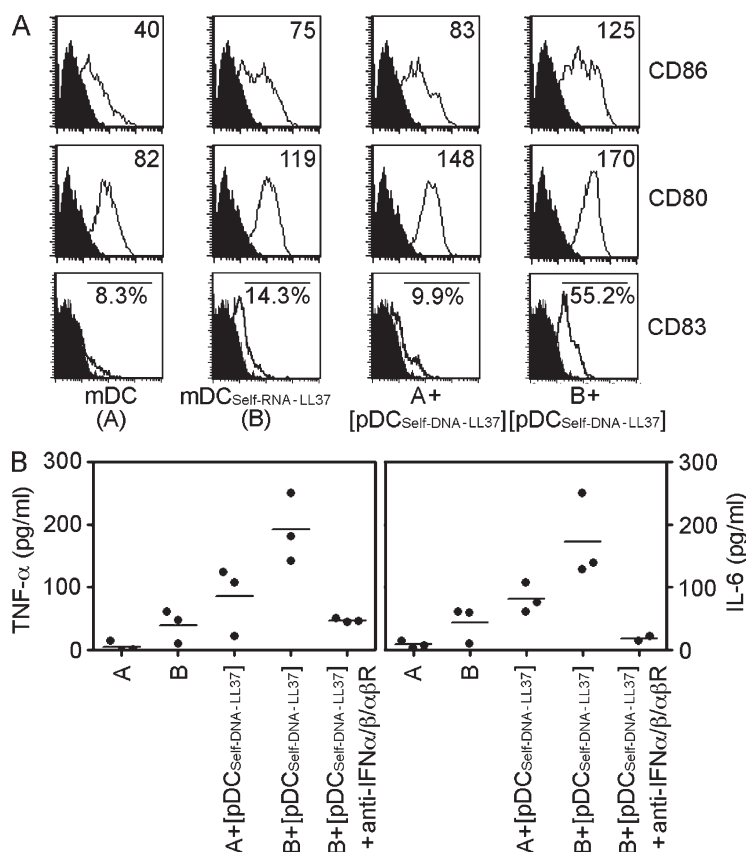 A
40
75
83
125
CD86
82
119
148
170
CD80
8.3%
14.3%
9.9%
55.2%
CD83
mDC
(A)
mDCSelf-RNA-LL37
(B)
A+
[pDCSelf-DNA-LL37]
B+
[pDCSelf-DNA-LL37]
B
TNF-α (pg/ml)
300
200
100
0
300
200
100
0
IL-6 (pg/ml)
A
B
A+[pDCSelf-DNA-LL37]
B+[pDCSelf-DNA-LL37]
B+[pDCSelf-DNA-LL37]
+anti-IFNα/β/αβR
A
B
A+[pDCSelf-DNA-LL37]
B+[pDCSelf-DNA-LL37]
B+[pDCSelf-DNA-LL37]
+anti-IFNα/β/αβR